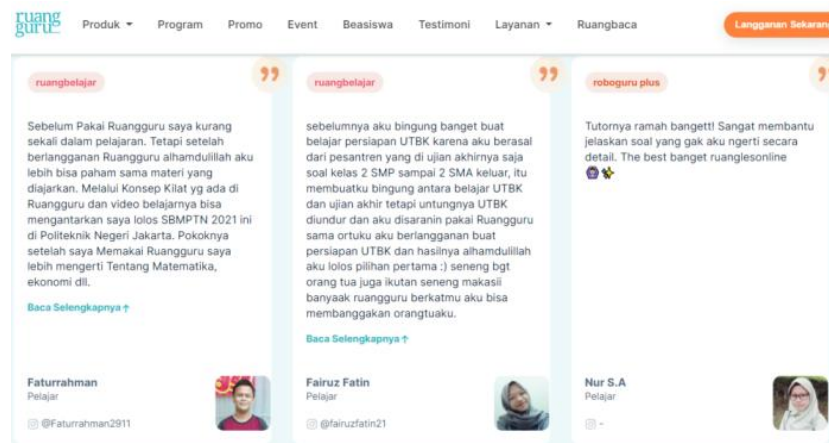 ruang
guru
Produk
Program
Promo
Event
Beasiswa
Testimoni
Layanan
Ruangbaca
Langganan Sekarang
ruangbelajar
Sebelum Pakai Ruangguru saya kurang
sekali dalam pelajaran. Tetapi setelah
berlangganan Ruangguru alhamdulillah aku
lebih bisa paham sama materi yang
diajarkan. Melalui Konsep Kilat yg ada di
Ruangguru dan video belajarnya bisa
mengantarkan saya lolos SBMPTN 2021 ini
di Politeknik Negeri Jakarta. Pokoknya
setelah saya Memakai Ruangguru saya
lebih mengerti Tentang Matematika,
ekonomi dll.
Baca Selengkapnya ↑
Faturrahman
Pelajar
@Faturrahman2911
ruangbelajar
sebelumnya aku bingung banget buat
belajar persiapan UTBK karena aku berasal
dari pesantren yang di ujian akhirnya saja
soal kelas 2 SMP sampai 2 SMA keluar, itu
membuatku bingung antara belajar UTBK
dan ujian akhir tetapi untungnya UTBK
diundur dan aku disaranin pakai Ruangguru
sama ortuku aku berlangganan buat
persiapan UTBK dan hasilnya alhamdulillah
aku lolos pilihan pertama :) seneng bgt
orang tua juga ikutan seneng makasii
banyaak ruangguru berkatmu aku bisa
membanggakan orangtuaku.
Baca Selengkapnya ↑
Fairuz Fatin
Pelajar
@fairuzfatin21
roboguru plus
Tutornya ramah bangett! Sangat membantu
jelaskan soal yang gak aku ngerti secara
detail. The best banget ruanglesonline
Nur S.A
Pelajar
-